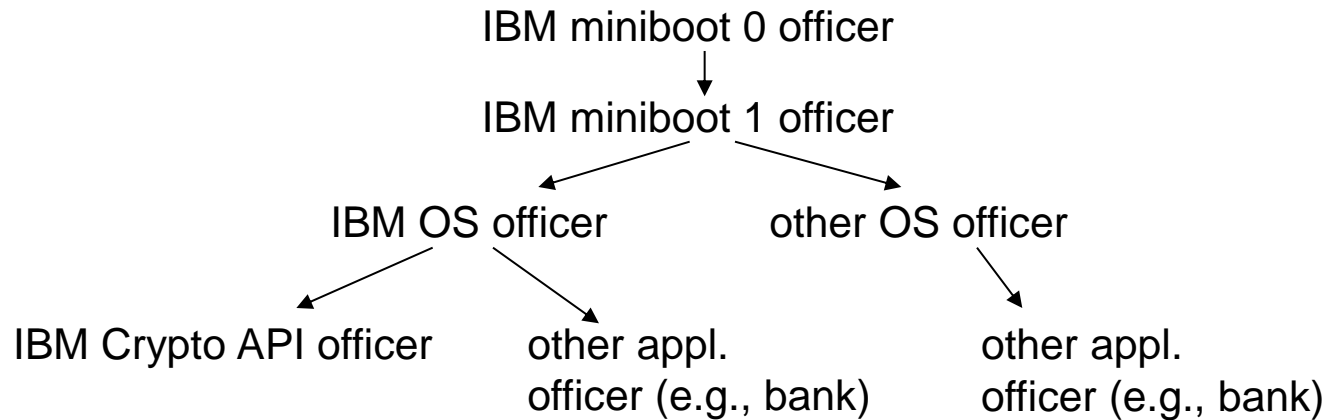 IBM miniboot 0 officer
IBM miniboot 1 officer
IBM OS officer
other OS officer
IBM Crypto API officer
other appl.
officer (e.g., bank)
other appl.
officer (e.g., bank)